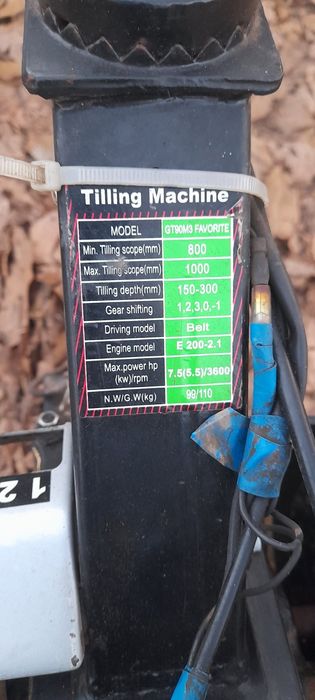 Tilling Machine
MODEL GT90M3 FAVORITE
Min. Tilling scope(mm) 800
Max. Tilling scope(mm) 1000
Tilling depth(mm) 150-300
Gear shifting 1,2,3,0,-1
Driving model Belt
Engine model E 200-2.1
Max.power hp (kw)/rpm 7.5(5.5)/3600
N.W/G.W(kg) 99/110
1 2